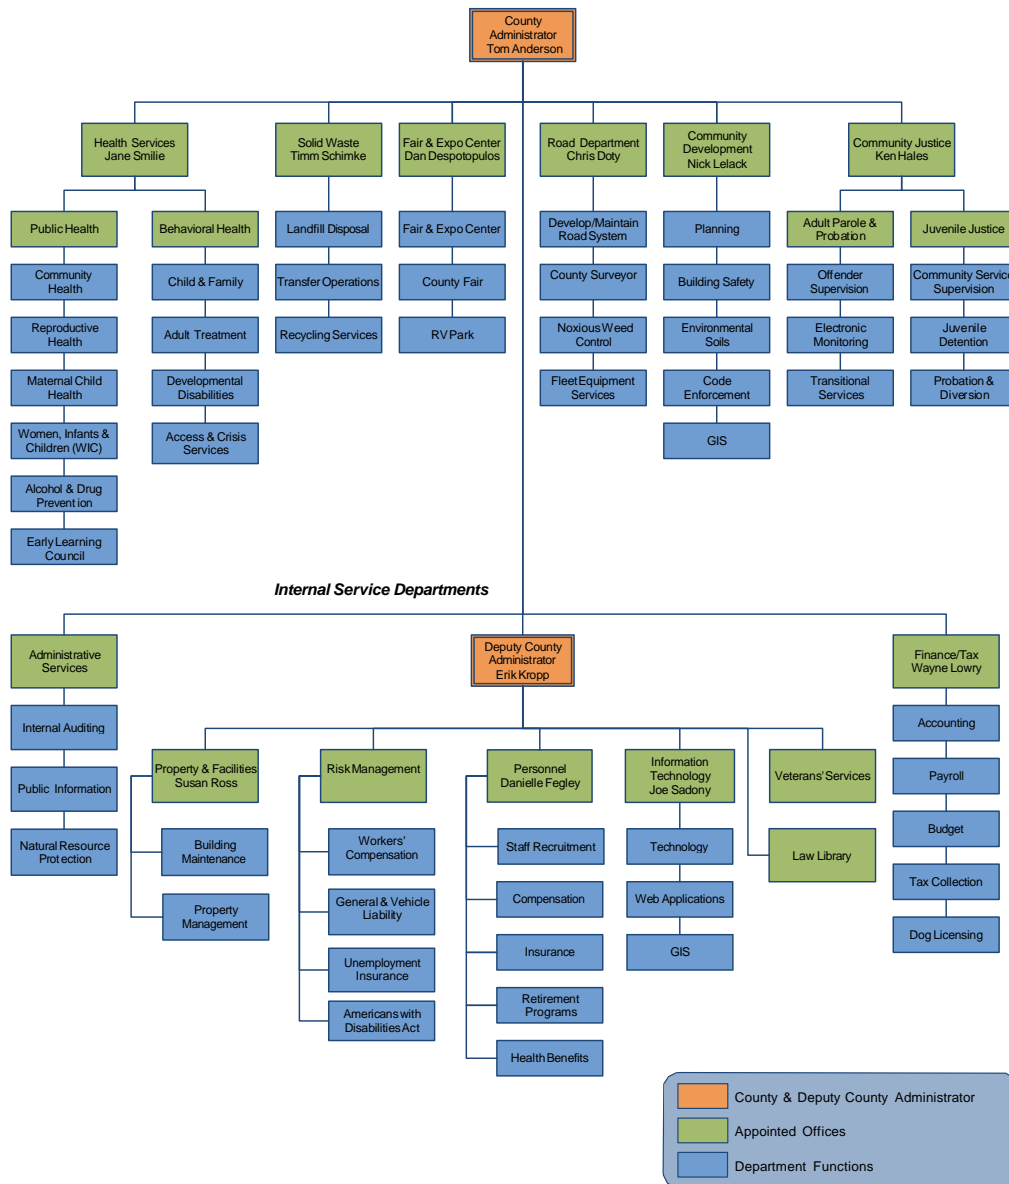 County
Administrator
Tom Anderson
Health Services
Jane Smilie
Solid Waste
Timm Schimke
Fair & Expo Center
Dan Despotopulos
Road Department
Chris Doty
Community
Development
Nick Lelack
Community Justice
Ken Hales
Public Health
Community
Health
Reproductive
Health
Maternal Child
Health
Women, Infants &
Children (WIC)
Alcohol & Drug
Prevention
Early Learning
Council
Behavioral Health
Child & Family
Adult Treatment
Developmental
Disabilities
Access & Crisis
Services
Landfill Disposal
Transfer Operations
Recycling Services
Fair & Expo Center
County Fair
RV Park
Develop/Maintain
Road System
County Surveyor
Noxious Weed
Control
Fleet Equipment
Services
Planning
Building Safety
Environmental
Soils
Code
Enforcement
GIS
Adult Parole &
Probation
Offender
Supervision
Electronic
Monitoring
Transitional
Services
Juvenile Justice
Community Service
Supervision
Juvenile
Detention
Probation &
Diversion
Internal Service Departments
Administrative
Services
Internal Auditing
Public Information
Natural Resource
Protection
Deputy County
Administrator
Erik Kropp
Property & Facilities
Susan Ross
Building
Maintenance
Property
Management
Risk Management
Workers'
Compensation
General & Vehicle
Liability
Unemployment
Insurance
Americans with
Disabilities Act
Personnel
Danielle Fegley
Staff Recruitment
Compensation
Insurance
Retirement
Programs
Health Benefits
Information
Technology
Joe Sadony
Technology
Web Applications
GIS
Veterans' Services
Law Library
Finance/Tax
Wayne Lowry
Accounting
Payroll
Budget
Tax Collection
Dog Licensing
County & Deputy County Administrator
Appointed Offices
Department Functions